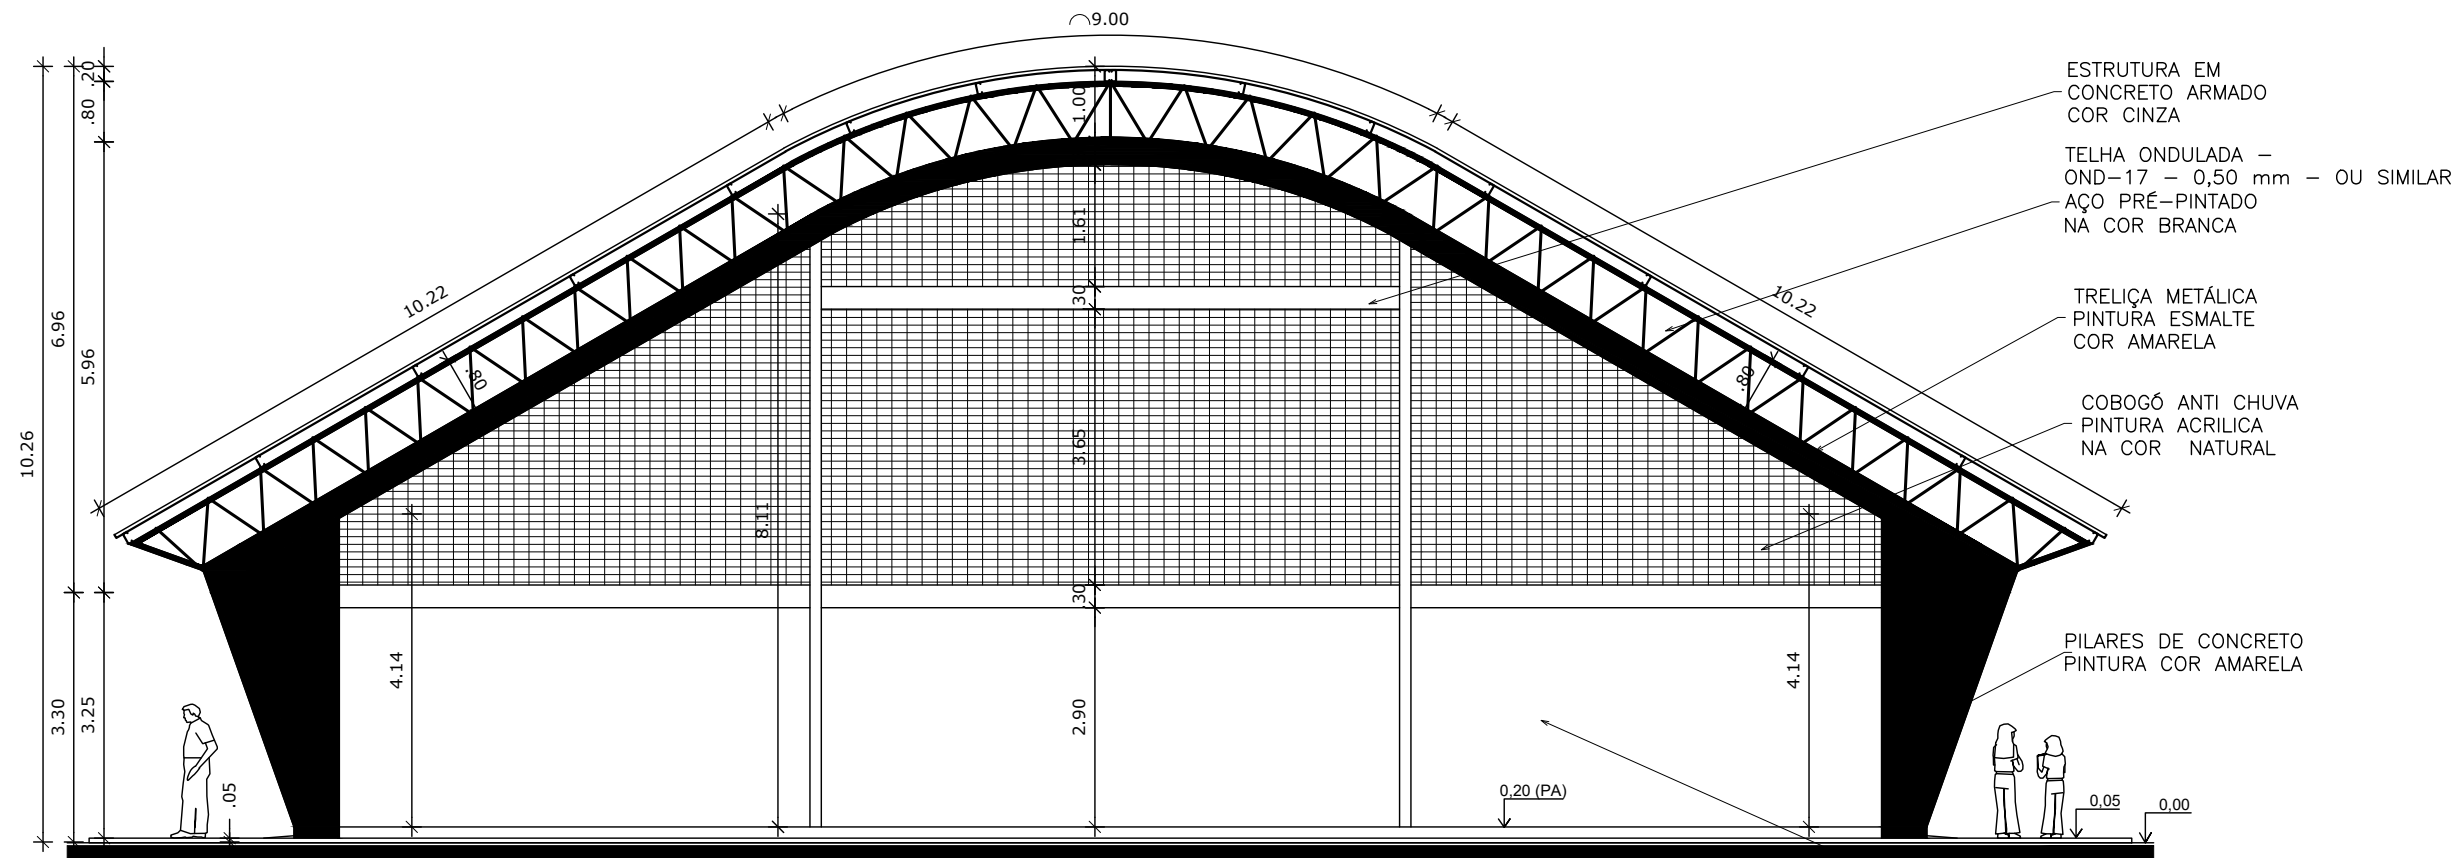 ⌒9.00
.20
.80
1.00
ESTRUTURA EM
CONCRETO ARMADO
COR CINZA
TELHA ONDULADA –
OND–17 – 0,50 mm – OU SIMILAR
AÇO PRÉ–PINTADO
NA COR BRANCA
1.61
10.22
10.22
.30
TRELIÇA METÁLICA
PINTURA ESMALTE
COR AMARELA
6.96
5.96
.80
.80
COBOGÓ ANTI CHUVA
PINTURA ACRILICA
NA COR NATURAL
10.26
3.65
8.11
.30
PILARES DE CONCRETO
PINTURA COR AMARELA
4.14
4.14
3.30
3.25
2.90
.05
0,20 (PA)
0,05
0,00